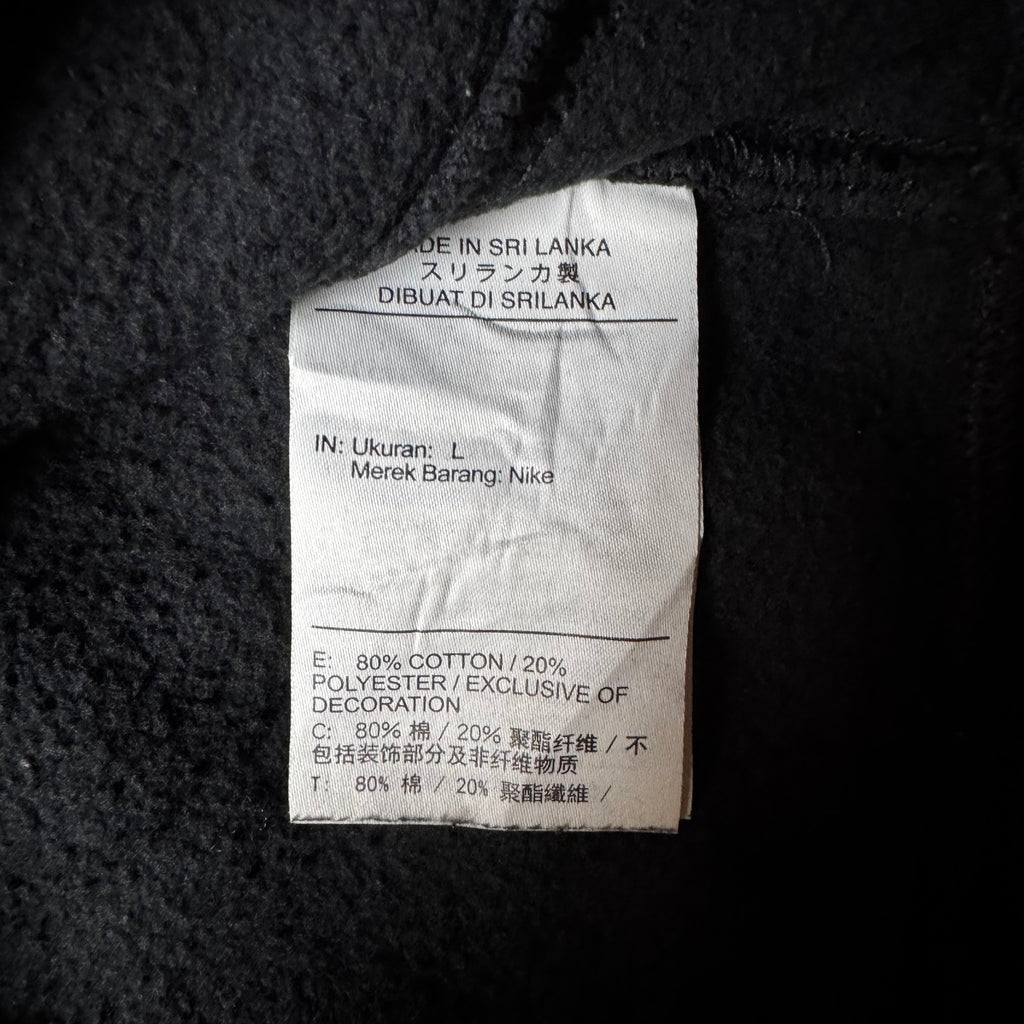 ADE IN SRI LANKA
スリランカ製
DIBUAT DI SRILANKA
IN: Ukuran: L
Merek Barang: Nike
E: 80% COTTON / 20%
POLYESTER / EXCLUSIVE OF
DECORATION
C: 80% 棉 / 20% 聚酯纤维 / 不
包括装饰部分及非纤维物质
T: 80% 棉 / 20% 聚酯纖維 /